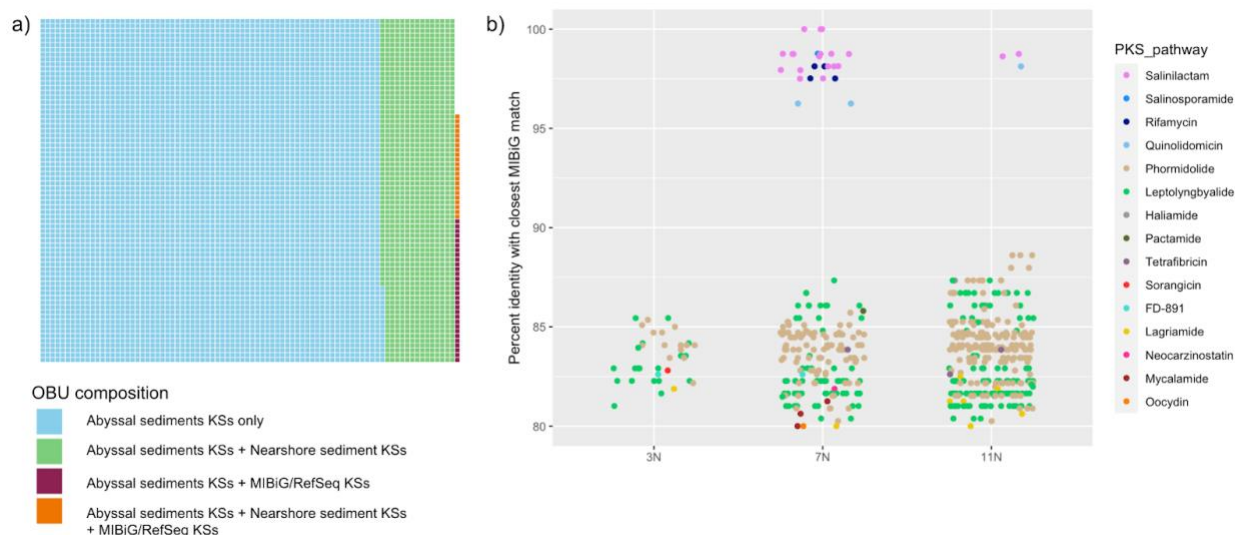 a)
OBU composition
Abyssal sediments KSs only
Abyssal sediments KSs + Nearshore sediment KSs
Abyssal sediments KSs + MIBiG/RefSeq KSs
Abyssal sediments KSs + Nearshore sediment KSs
+ MIBiG/RefSeq KSs
b)
Percent identity with closest MIBiG match
100
95
90
85
80
3N
7N
11N
PKS_pathway
Salinilactam
Salinosporamide
Rifamycin
Quinolidomicin
Phormidolide
Leptolyngbyalide
Haliamide
Pactamide
Tetrafibricin
Sorangicin
FD-891
Lagriamide
Neocarzinostatin
Mycalamide
Oocydin